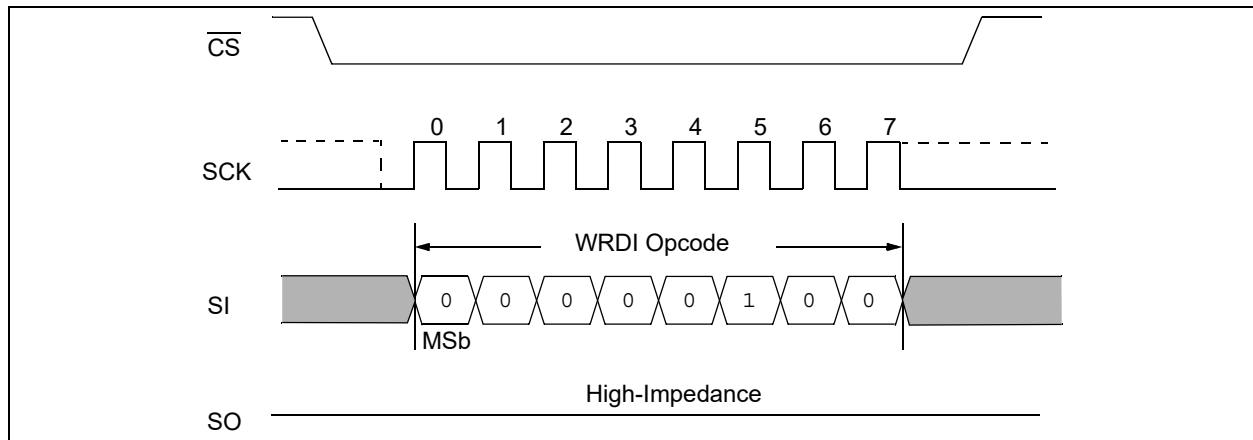 CS
0 1 2 3 4 5 6 7
SCK
WRDI Opcode
SI
0 0 0 0 0 1 0 0
MSb
High-Impedance
SO